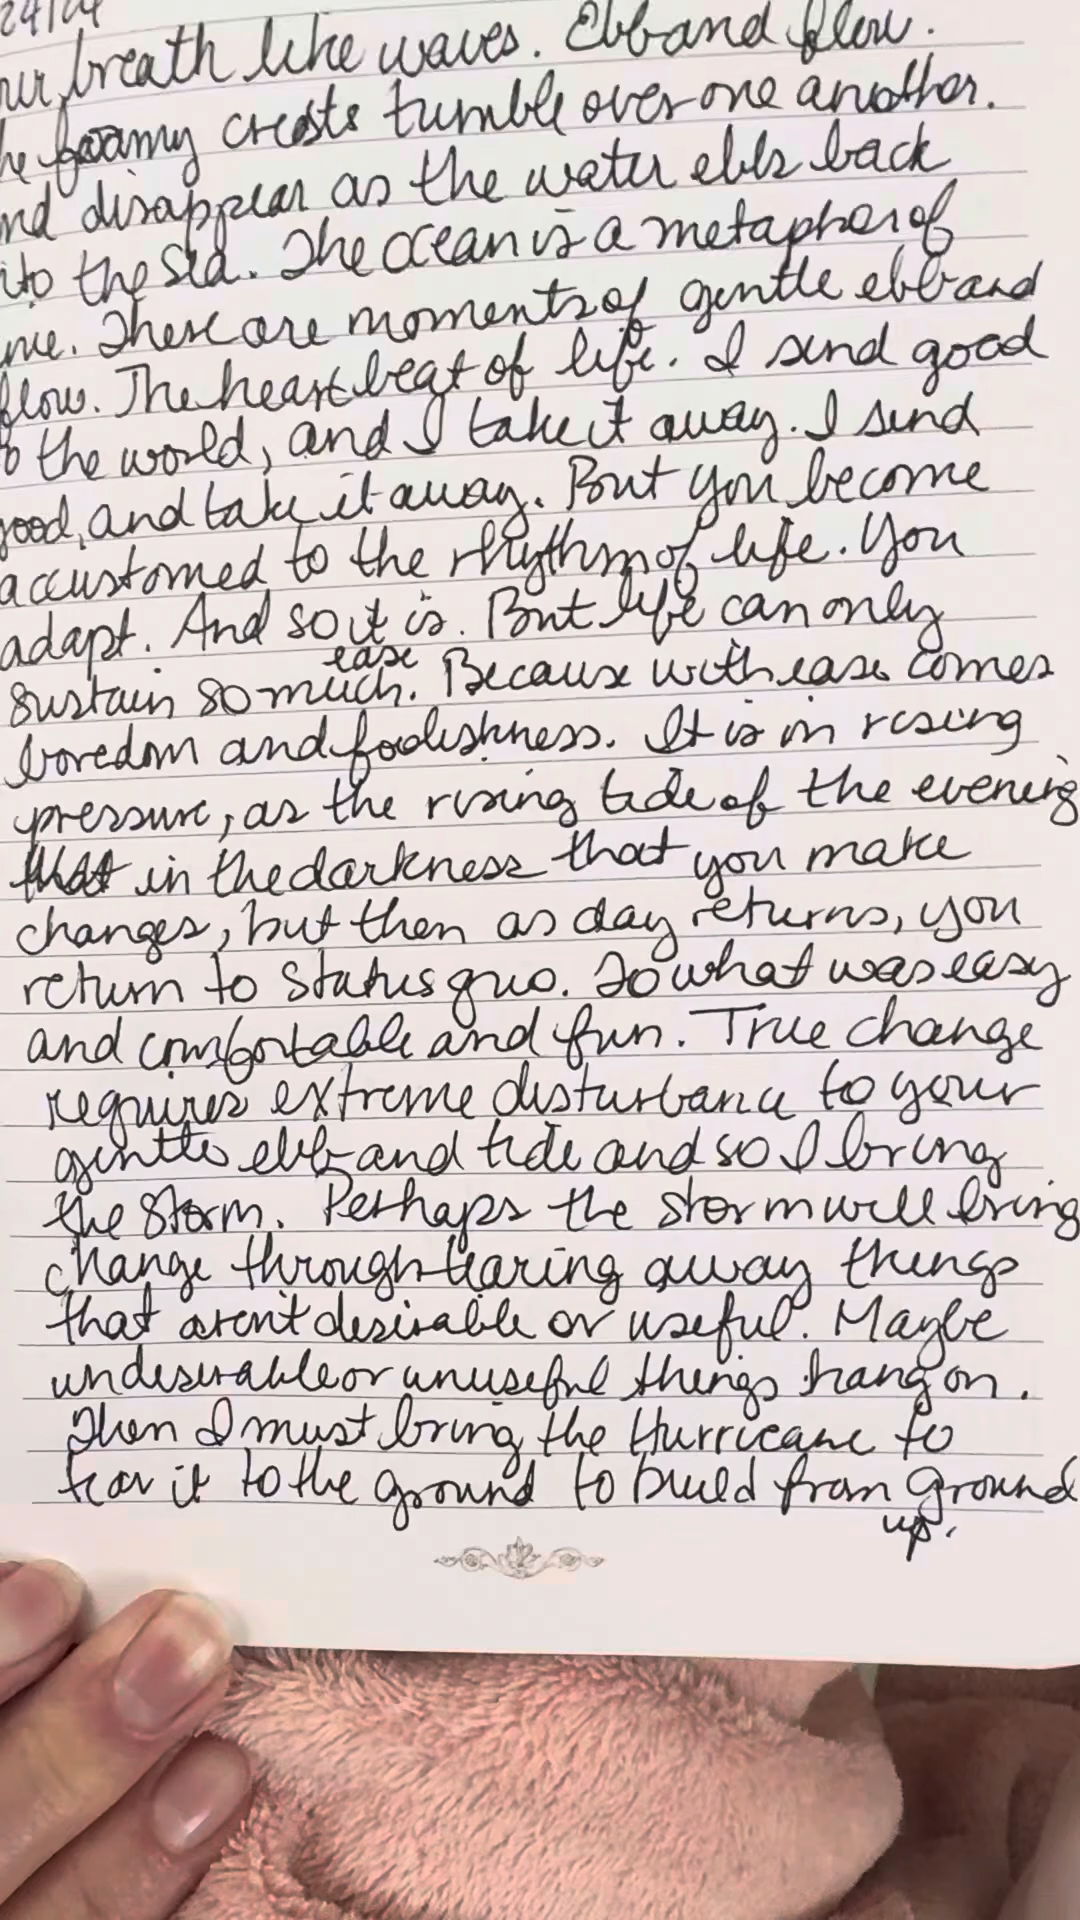 24/24
our breath like waves. Ebb and flow.
he foamy crests tumble over one another.
nd disappear as the water ebbs back
into the sea. The ocean is a metaphor of
me. There are moments of gentle ebb and
flow. The heart beat of life. I send good
to the world, and I take it away. I send
good, and take it away. But you become
accustomed to the rhythm of life. You
adapt. And so it is. But life can only
sustain so much ease. Because with ease comes
boredom and foolishness. It is in rising
pressure, as the rising tide of the evening
in the darkness that you make
changes, but then as day returns, you
return to status quo. To what was easy
and comfortable and fun. True change
requires extreme disturbance to your
gentle ebb and tide and so I bring
the storm. Perhaps the storm will bring
change through tearing away things
that aren't desirable or useful. Maybe
undesirable or unuseful things hang on.
Then I must bring the Hurricane to
tear it to the ground to build from ground
up.